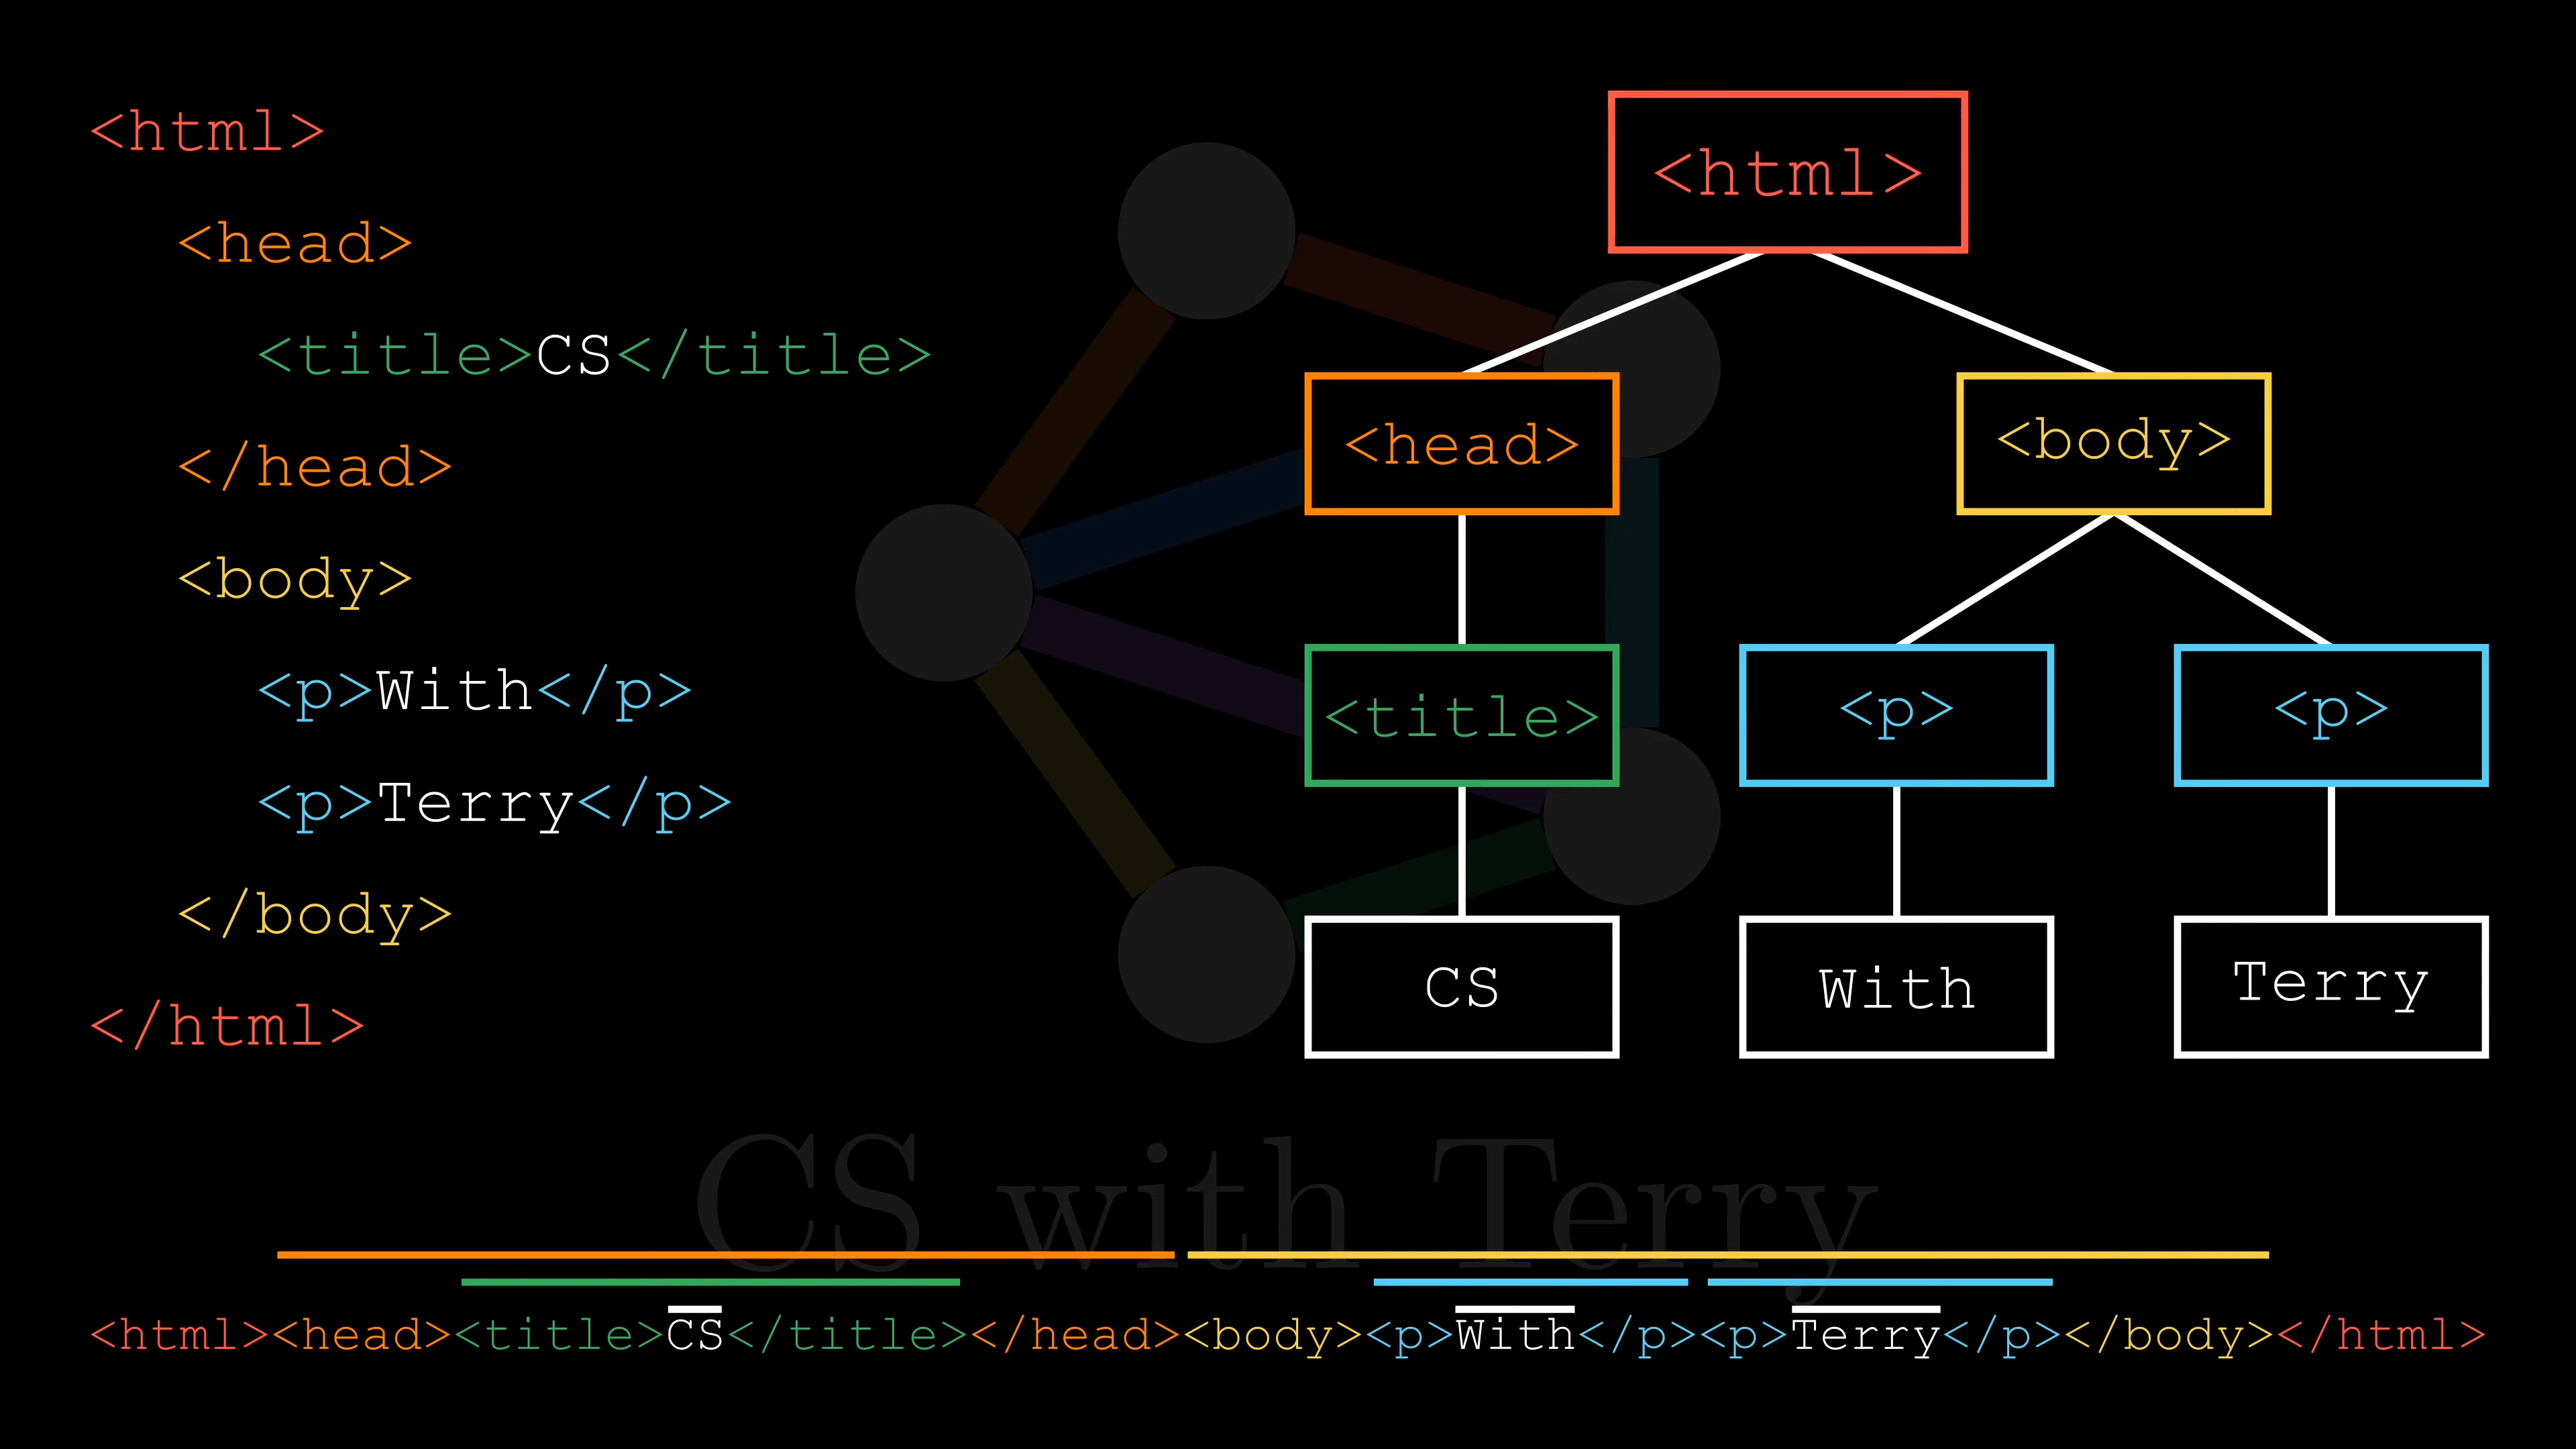 <html>
<head>
<title>CS</title>
</head>
<body>
<p>With</p>
<p>Terry</p>
</body>
</html>
<html>
<head> <body>
<title> <p> <p>
CS With Terry
CS with Terry
<html><head><title>CS</title></head><body><p>With</p><p>Terry</p></body></html>